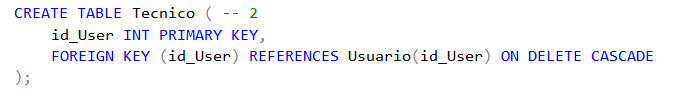 CREATE TABLE Tecnico ( -- 2
    id_User INT PRIMARY KEY,
    FOREIGN KEY (id_User) REFERENCES Usuario(id_User) ON DELETE CASCADE
);